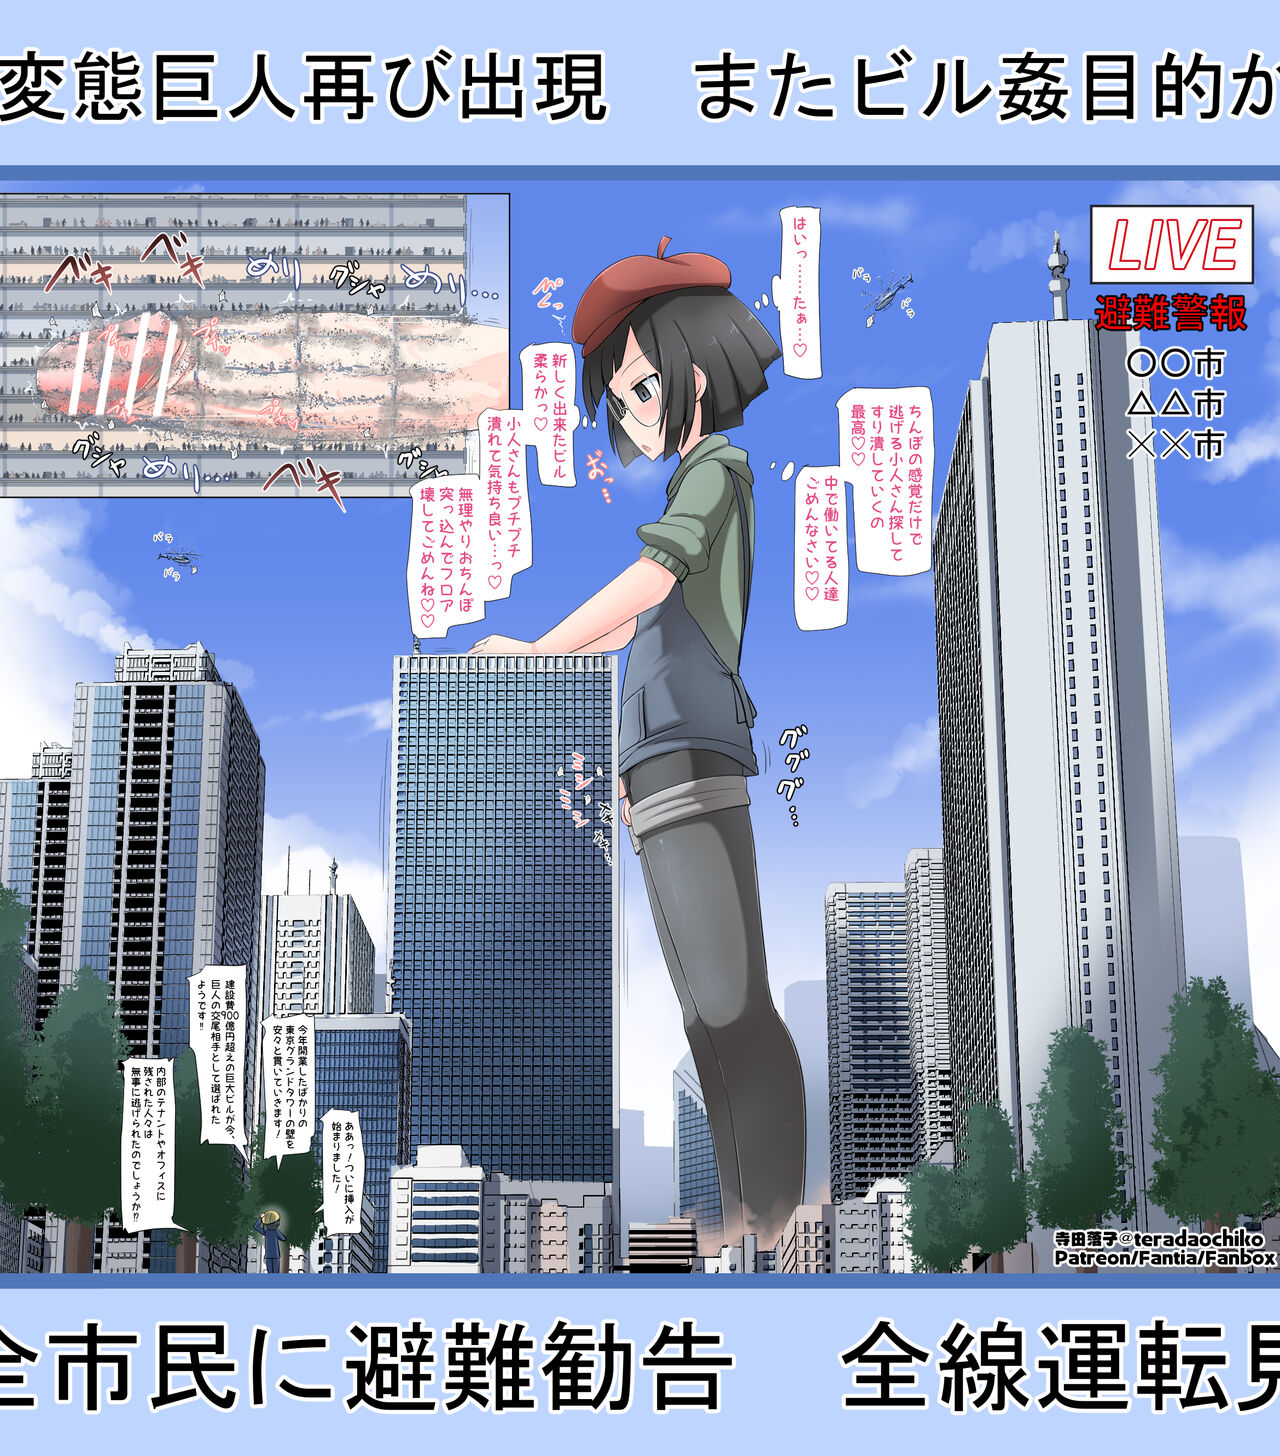 変態巨人再び出現　またビル姦目的か
LIVE
避難警報
〇〇市
△△市
××市
はいっ……たぁ…♡
ちんぽの感覚だけで
逃げる小人さん探して
すり潰していくの
最高♡♡
中で働いてる人達
ごめんなさい♡♡
新しく出来たビル
柔らかっ♡
小人さんもプチプチ
潰れて気持ち良い…っ♡
無理やりおちんぽ
突っ込んでフロア
壊してごめんね♡♡
ぴくっ
おっ…
バラ
バラ
バラ
バラ
ベキ
ベキ
めり
グシャ
めり…
グシャ
めり
ベキ
グシャ
ググググ…
ミシ
ミシ
ああっ!ついに挿入が
始まりました!
今年開業したばかりの
東京グランドタワーの壁を
安々と貫いていきます!
建設費900億円超えの巨大ビルが今、
巨人の交尾相手として選ばれた
ようです!!
内部のテナントやオフィスに
残された人々は
無事に逃げられたのでしょうか!?
寺田落子@teradaochiko
Patreon/Fantia/Fanbox
全市民に避難勧告　全線運転見